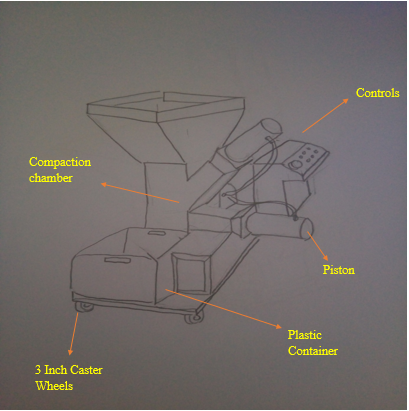 Controls
Compaction
chamber
Piston
Plastic
Container
3 Inch Caster
Wheels